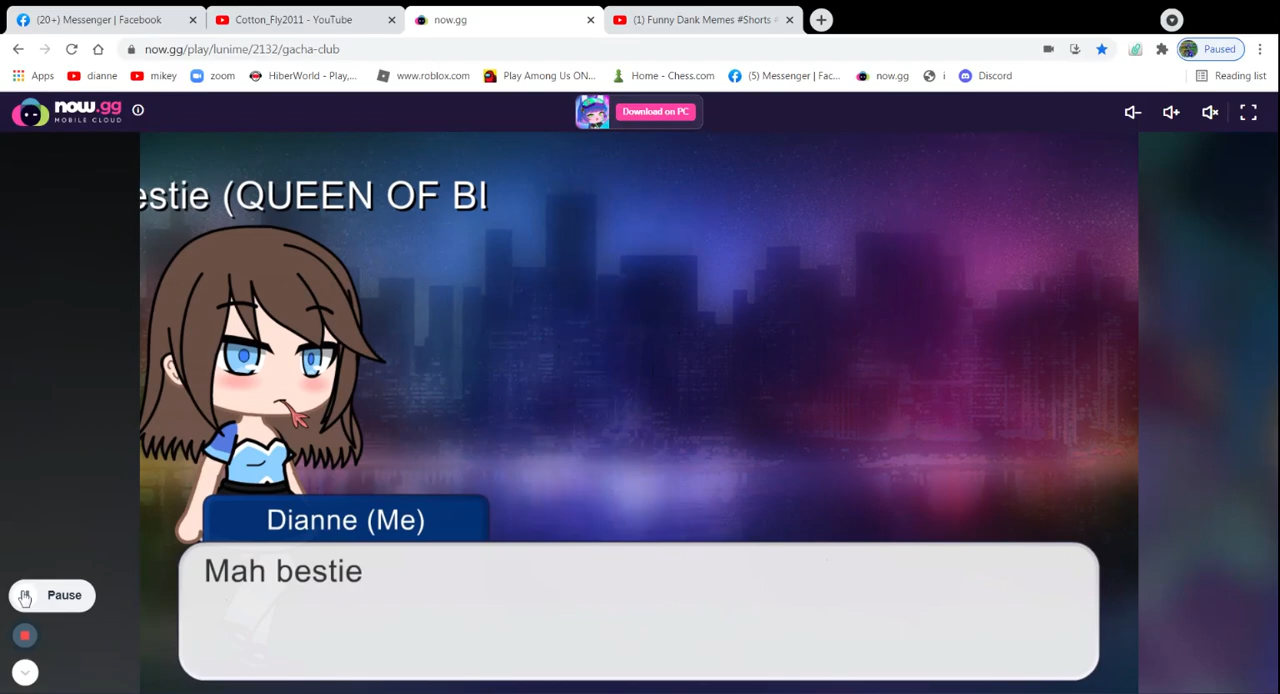 (20+) Messenger | Facebook
Cotton_Fly2011 - YouTube
now.gg
(1) Funny Dank Memes #Shorts #
now.gg/play/lunime/2132/gacha-club
Paused
Apps
dianne
mikey
zoom
HiberWorld - Play,...
www.roblox.com
Play Among Us ON...
Home - Chess.com
(5) Messenger | Fac...
now.gg
i
Discord
Reading list
now.gg
MOBILE CLOUD
Download on PC
estie (QUEEN OF BI
Dianne (Me)
Mah bestie
Pause